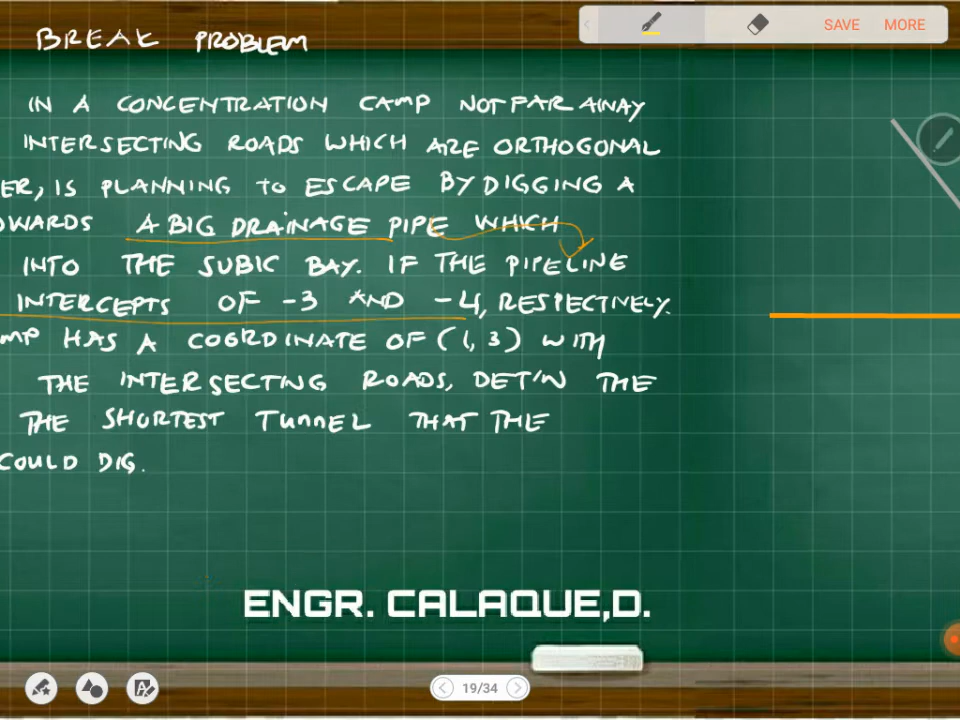 BREAK PROBLEM
SAVE MORE
IN A CONCENTRATION CAMP NOT FAR AWAY
INTERSECTING ROADS WHICH ARE ORTHOGONAL
ER, IS PLANNING TO ESCAPE BY DIGGING A
OWARDS A BIG DRAINAGE PIPE WHICH
INTO THE SUBIC BAY. IF THE PIPELINE
INTERCEPTS OF -3 AND -4, RESPECTIVELY.
MP HAS A COORDINATE OF (1, 3) WITH
THE INTERSECTING ROADS, DET'N THE
THE SHORTEST TUNNEL THAT THE
COULD DIG.
ENGR. CALAQUE,D.
19/34